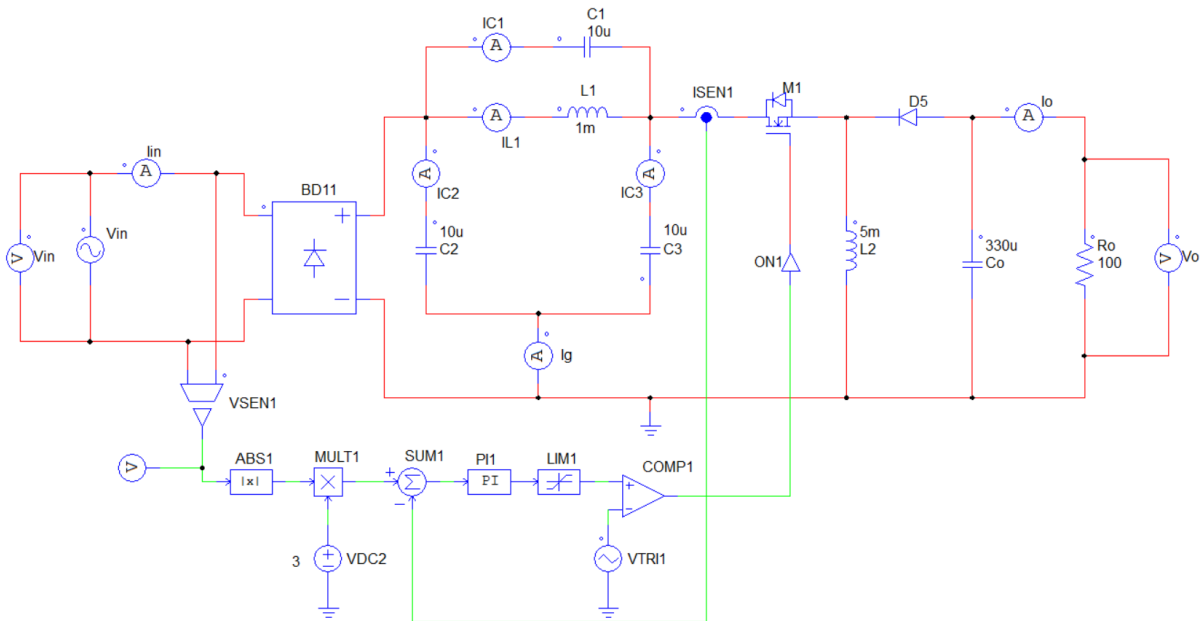 IC1
C1
10u
A
L1
1m
A
IL1
ISEN1
M1
D5
Io
A
Iin
A
BD11
A
IC2
A
IC3
10u
C2
10u
C3
V
Vin
Vin
ON1
5m
L2
330u
Co
Ro
100
V
Vo
A
Ig
VSEN1
V
ABS1
|x|
MULT1
SUM1
Σ
PI1
PI
LIM1
COMP1
3
VDC2
VTRI1